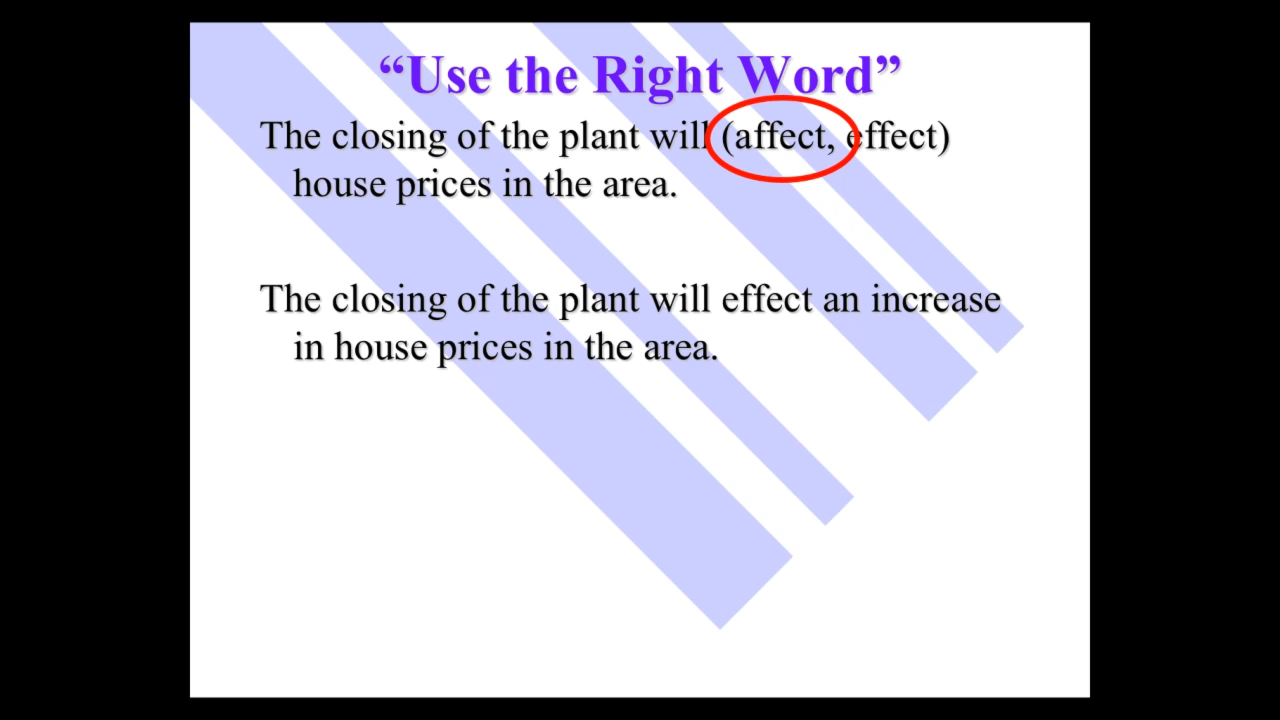 “Use the Right Word”
The closing of the plant will (affect, effect)
house prices in the area.
The closing of the plant will effect an increase
in house prices in the area.